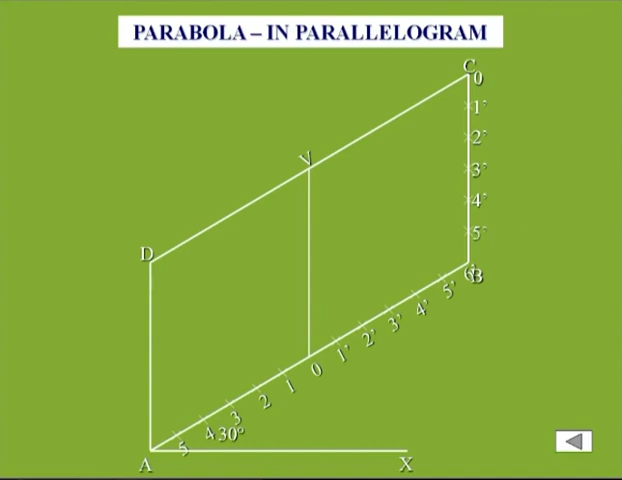 PARABOLA – IN PARALLELOGRAM
C
0
1'
2'
V
3'
4'
5'
D
6'
B
5'
4'
3'
2'
1'
0
1
2
3
4
30°
5
A
X